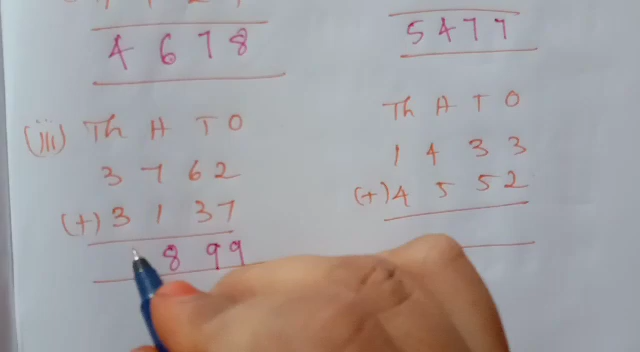 4 6 7 8
5 4 7 7
(iii) Th H T O
3 7 6 2
(+) 3 1 3 7
8 9 9
Th H T O
1 4 3 3
(+) 4 5 5 2